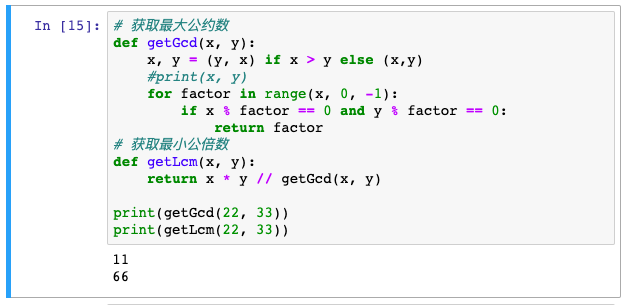 In [15]:
# 获取最大公约数
def getGcd(x, y):
    x, y = (y, x) if x > y else (x,y)
    #print(x, y)
    for factor in range(x, 0, -1):
        if x % factor == 0 and y % factor == 0:
            return factor
# 获取最小公倍数
def getLcm(x, y):
    return x * y // getGcd(x, y)

print(getGcd(22, 33))
print(getLcm(22, 33))
11
66